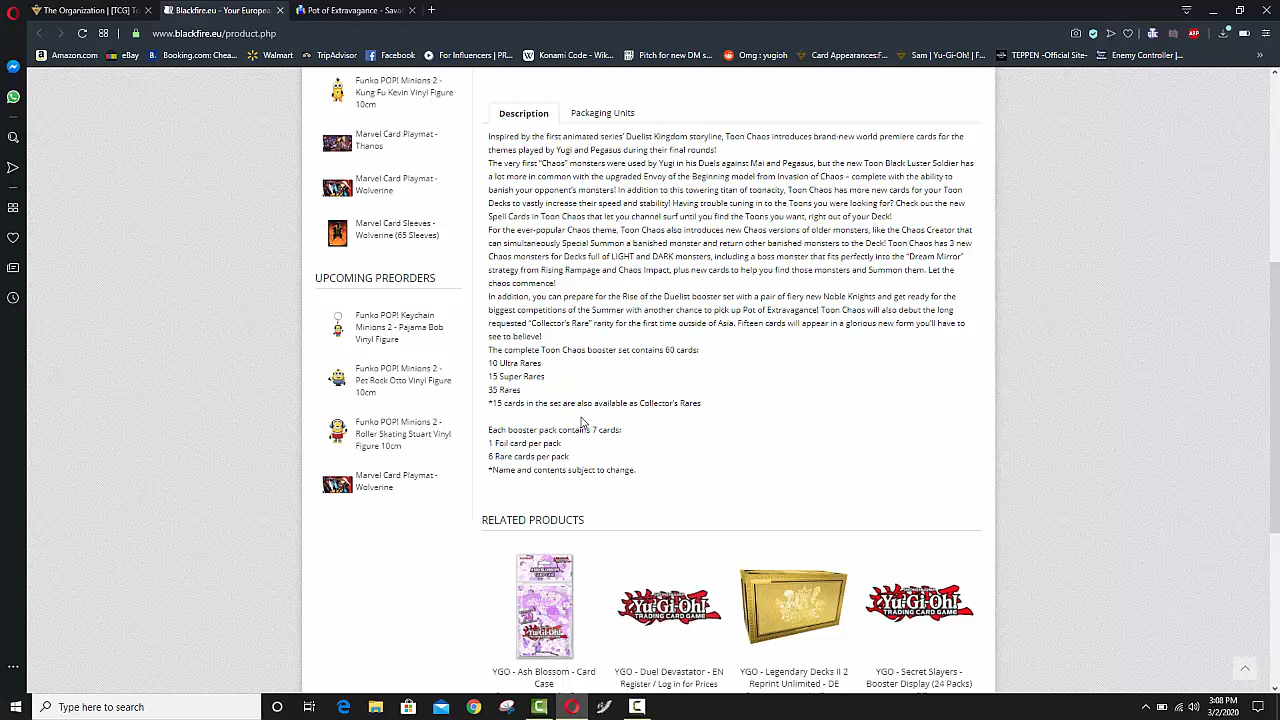 The Organization | [TCG] To
Blackfire.eu - Your European
Pot of Extravagance - Sava
www.blackfire.eu/product.php
Amazon.com
eBay
Booking.com: Cheap...
Walmart
TripAdvisor
Facebook
For Influencers | PR...
Konami Code - Wik...
Pitch for new DM s...
Omg : yugioh
Card Appearances:F...
Sam | Yu-Gi-Oh! | F...
TEPPEN -Official Site-
Enemy Controller |...
Funko POP! Minions 2 -
Kung Fu Kevin Vinyl Figure
10cm
Marvel Card Playmat -
Thanos
Marvel Card Playmat -
Wolverine
Marvel Card Sleeves -
Wolverine (65 Sleeves)
UPCOMING PREORDERS
Funko POP! Keychain
Minions 2 - Pajama Bob
Vinyl Figure
Funko POP! Minions 2 -
Pet Rock Otto Vinyl Figure
10cm
Funko POP! Minions 2 -
Roller Skating Stuart Vinyl
Figure 10cm
Marvel Card Playmat -
Wolverine
Description
Packaging Units
Inspired by the first animated series' Duelist Kingdom storyline, Toon Chaos introduces brand-new world premiere cards for the
themes played by Yugi and Pegasus during their final rounds!
The very first "Chaos" monsters were used by Yugi in his Duels against Mai and Pegasus, but the new Toon Black Luster Soldier has
a lot more in common with the upgraded Envoy of the Beginning model from Invasion of Chaos – complete with the ability to
banish your opponent's monsters! In addition to this towering titan of toonacity, Toon Chaos has more new cards for your Toon
Decks to vastly increase their speed and stability! Having trouble tuning in to the Toons you were looking for? Check out the new
Spell Cards in Toon Chaos that let you channel surf until you find the Toons you want, right out of your Deck!
For the ever-popular Chaos theme, Toon Chaos also introduces new Chaos versions of older monsters, like the Chaos Creator that
can simultaneously Special Summon a banished monster and return other banished monsters to the Deck! Toon Chaos has 3 new
Chaos monsters for Decks full of LIGHT and DARK monsters, including a boss monster that fits perfectly into the "Dream Mirror"
strategy from Rising Rampage and Chaos Impact, plus new cards to help you find those monsters and Summon them. Let the
chaos commence!
In addition, you can prepare for the Rise of the Duelist booster set with a pair of fiery new Noble Knights and get ready for the
biggest competitions of the Summer with another chance to pick up Pot of Extravagance! Toon Chaos will also debut the long
requested "Collector's Rare" rarity for the first time outside of Asia. Fifteen cards will appear in a glorious new form you'll have to
see to believe!
The complete Toon Chaos booster set contains 60 cards:
10 Ultra Rares
15 Super Rares
35 Rares
*15 cards in the set are also available as Collector's Rares
Each booster pack contains 7 cards:
1 Foil card per pack
6 Rare cards per pack
*Name and contents subject to change.
RELATED PRODUCTS
Yu-Gi-Oh!
TRADING CARD GAME
Yu-Gi-Oh!
TRADING CARD GAME
YGO - Ash Blossom - Card
Case
YGO - Duel Devastator - EN
Register / Log in for Prices
YGO - Legendary Decks II 2
Reprint Unlimited - DE
YGO - Secret Slayers -
Booster Display (24 Packs)
Type here to search
3:08 PM
3/2/2020